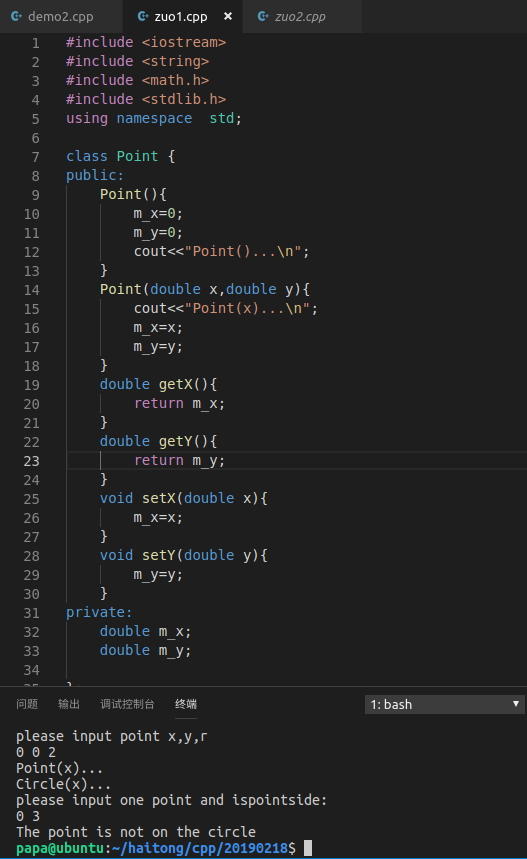 demo2.cpp zuo1.cpp × zuo2.cpp
1 #include <iostream>
2 #include <string>
3 #include <math.h>
4 #include <stdlib.h>
5 using namespace  std;
6
7 class Point {
8 public:
9     Point(){
10         m_x=0;
11         m_y=0;
12         cout<<"Point()...\n";
13     }
14     Point(double x,double y){
15         cout<<"Point(x)...\n";
16         m_x=x;
17         m_y=y;
18     }
19     double getX(){
20         return m_x;
21     }
22     double getY(){
23         return m_y;
24     }
25     void setX(double x){
26         m_x=x;
27     }
28     void setY(double y){
29         m_y=y;
30     }
31 private:
32     double m_x;
33     double m_y;
34
问题 输出 调试控制台 终端 1: bash
please input point x,y,r
0 0 2
Point(x)...
Circle(x)...
please input one point and ispointside:
0 3
The point is not on the circle
papa@ubuntu:~/haitong/cpp/20190218$